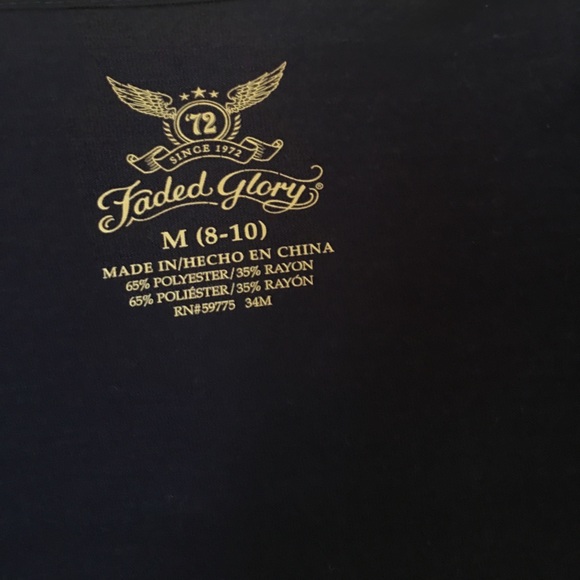 '72
SINCE 1972
Faded Glory®
M (8-10)
MADE IN/HECHO EN CHINA
65% POLYESTER/35% RAYON
65% POLIÉSTER/35% RAYÓN
RN#59775 34M